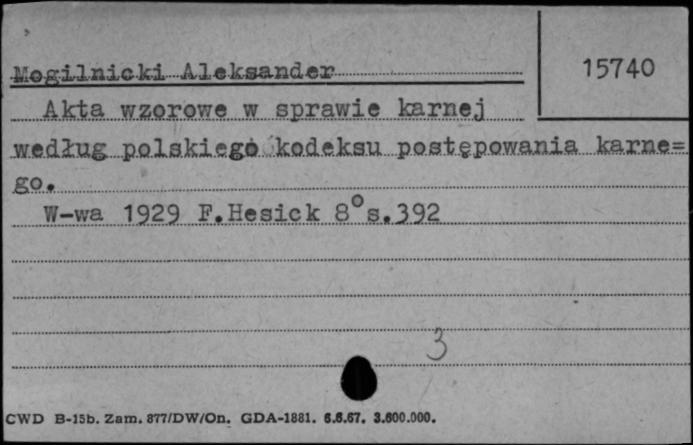 Mogilnicki Aleksander
15740
Akta wzorowe w sprawie karnej
według polskiego kodeksu postępowania karne=
go.
W-wa 1929 F.Hesick 8° s.392
3
CWD B-15b. Zam. 877/DW/On. GDA-1881. 6.6.67. 3.600.000.